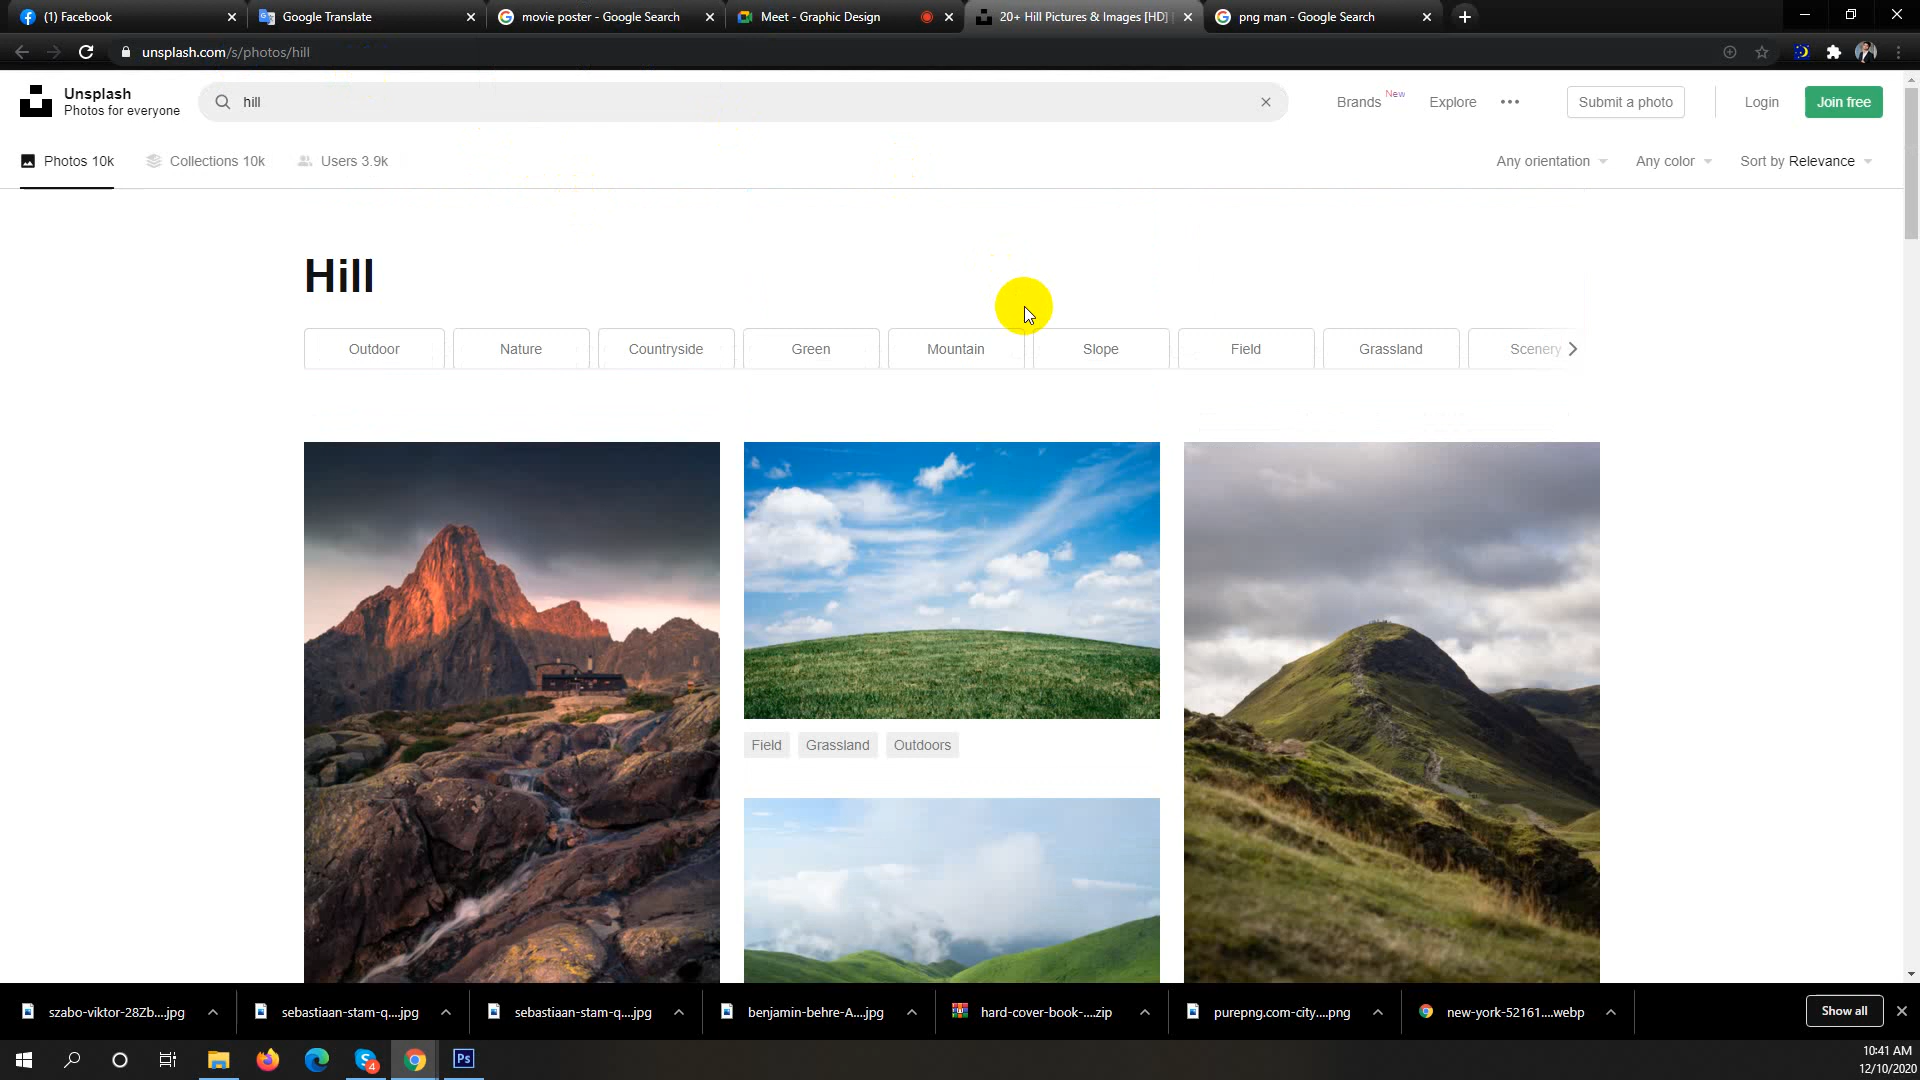 (1) Facebook
Google Translate
movie poster - Google Search
Meet - Graphic Design
20+ Hill Pictures & Images [HD]
png man - Google Search
unsplash.com/s/photos/hill
Unsplash
Photos for everyone
hill
Brands New
Explore
Submit a photo
Login
Join free
Photos 10k
Collections 10k
Users 3.9k
Any orientation
Any color
Sort by Relevance
Hill
Outdoor
Nature
Countryside
Green
Mountain
Slope
Field
Grassland
Scenery
Field
Grassland
Outdoors
szabo-viktor-28Zb....jpg
sebastiaan-stam-q....jpg
sebastiaan-stam-q....jpg
benjamin-behre-A....jpg
hard-cover-book-....zip
purepng.com-city....png
new-york-52161....webp
Show all
4
Ps
10:41 AM
12/10/2020